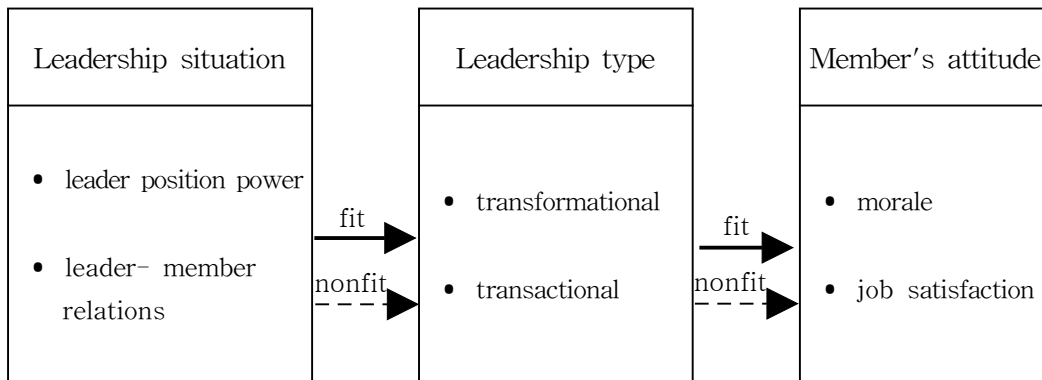 Leadership situation
• leader position power
• leader- member
relations
fit
nonfit
Leadership type
• transformational
• transactional
fit
nonfit
Member's attitude
• morale
• job satisfaction